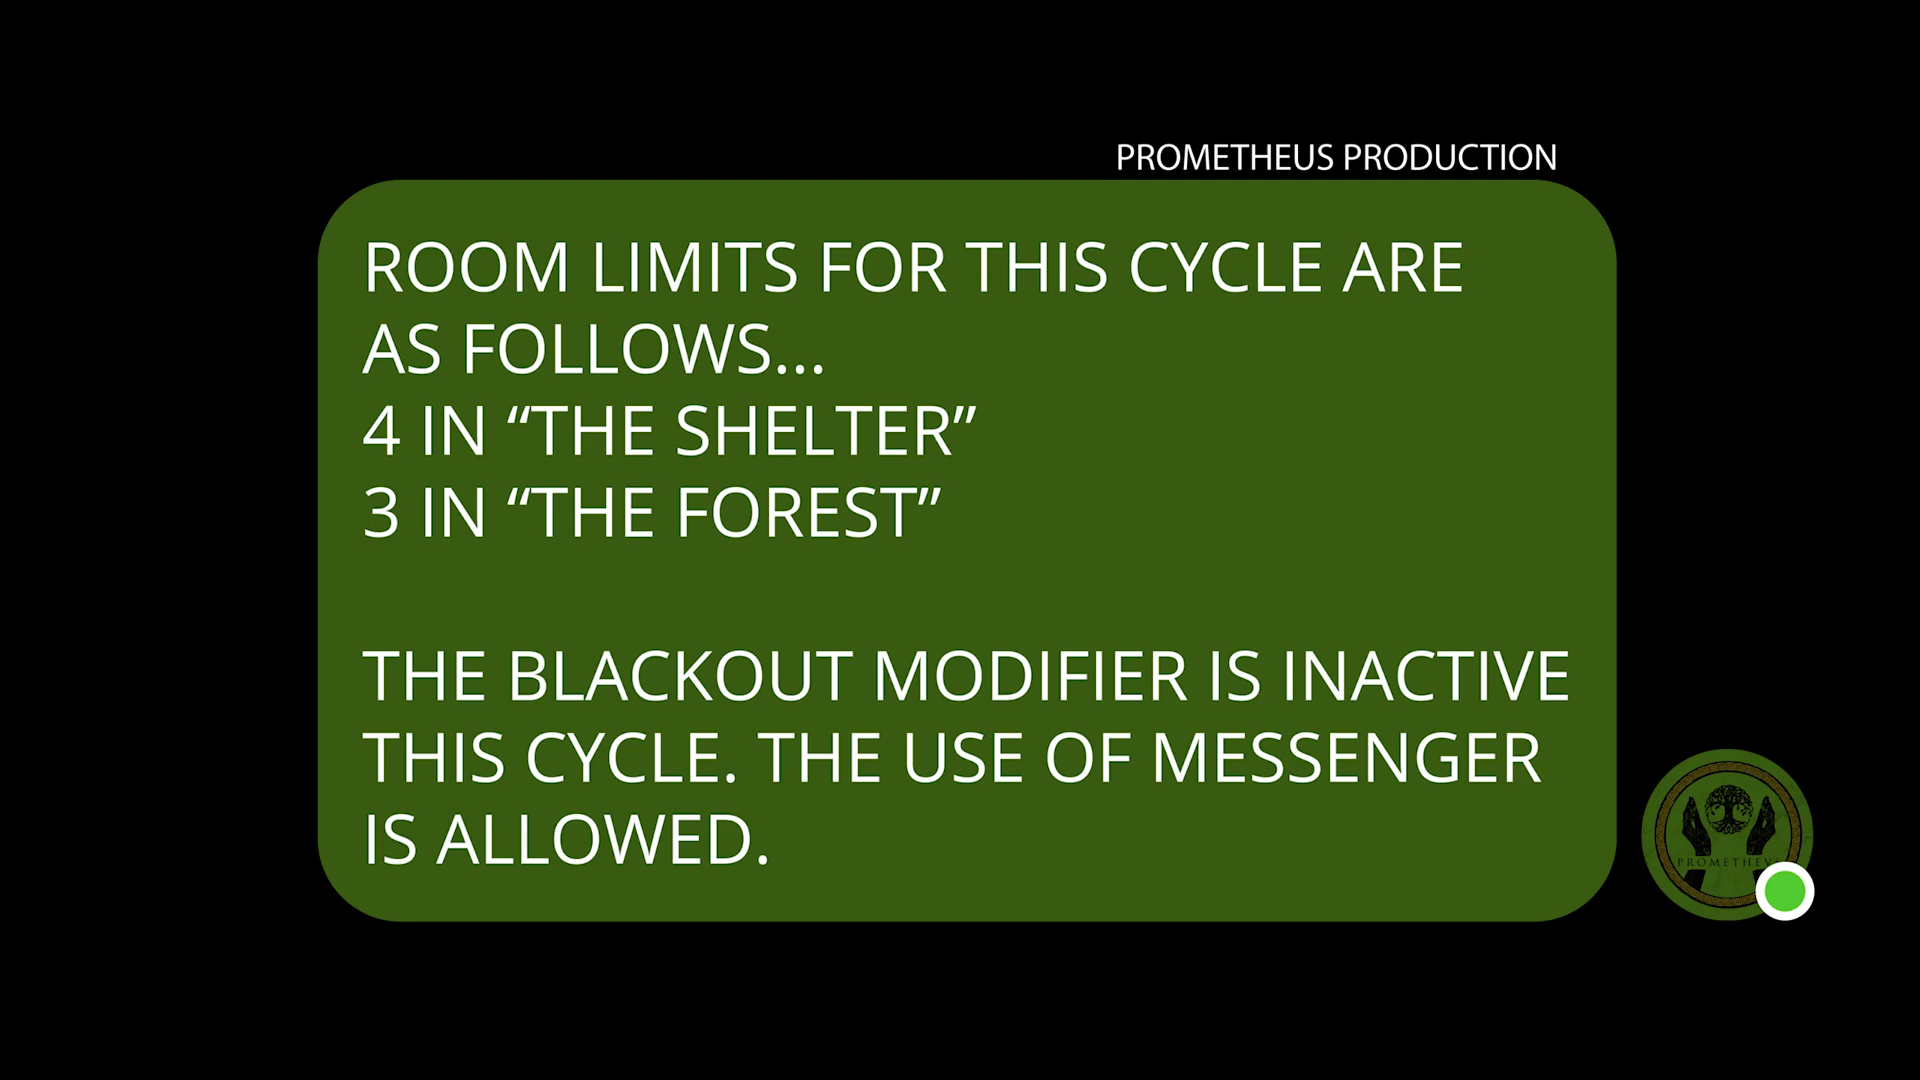 PROMETHEUS PRODUCTION
ROOM LIMITS FOR THIS CYCLE ARE
AS FOLLOWS...
4 IN “THE SHELTER”
3 IN “THE FOREST”
THE BLACKOUT MODIFIER IS INACTIVE
THIS CYCLE. THE USE OF MESSENGER
IS ALLOWED.